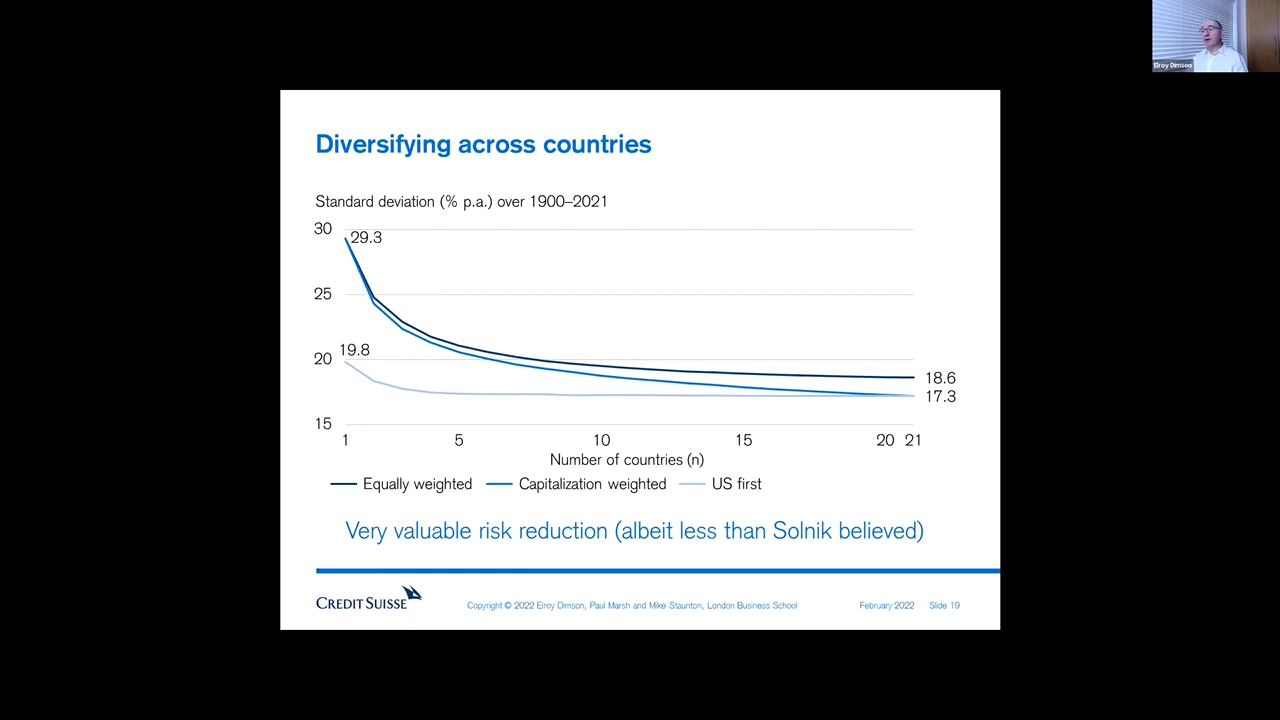 Elroy Dimson
Diversifying across countries
Standard deviation (% p.a.) over 1900–2021
30
29.3
25
19.8
20
18.6
17.3
15
1 5 10 15 20 21
Number of countries (n)
Equally weighted Capitalization weighted US first
Very valuable risk reduction (albeit less than Solnik believed)
CREDIT SUISSE Copyright © 2022 Elroy Dimson, Paul Marsh and Mike Staunton, London Business School February 2022 Slide 19